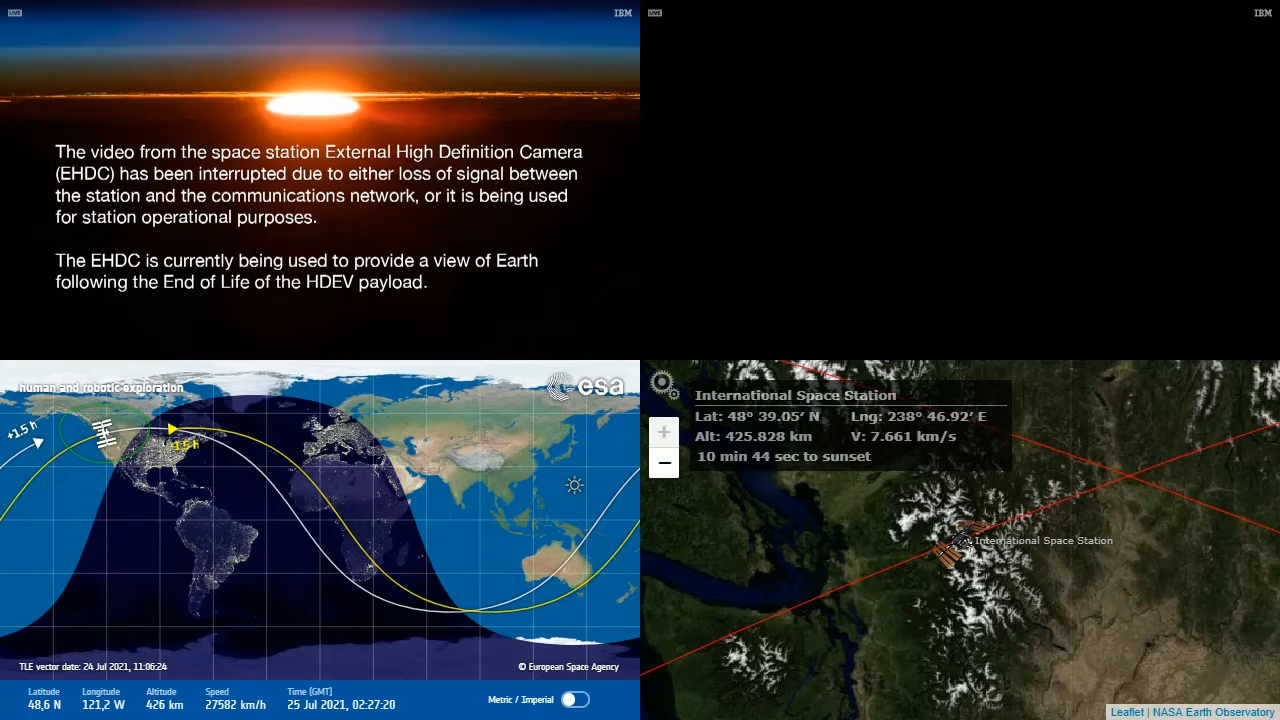 LIVE
IBM
The video from the space station External High Definition Camera
(EHDC) has been interrupted due to either loss of signal between
the station and the communications network, or it is being used
for station operational purposes.
The EHDC is currently being used to provide a view of Earth
following the End of Life of the HDEV payload.
LIVE
IBM
human and robotic exploration
esa
+1.5 h
-1.5 h
TLE vector date: 24 Jul 2021, 11:06:24
© European Space Agency
Latitude
48,6 N
Longitude
121,2 W
Altitude
426 km
Speed
27582 km/h
Time (GMT)
25 Jul 2021, 02:27:20
Metric / Imperial
+
−
International Space Station
Lat: 48° 39.05′ N Lng: 238° 46.92′ E
Alt: 425.828 km V: 7.661 km/s
10 min 44 sec to sunset
International Space Station
Leaflet | NASA Earth Observatory